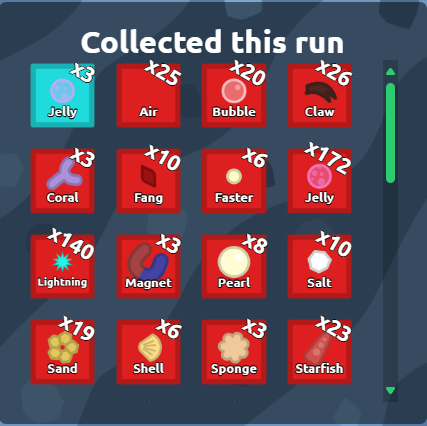 Collected this run
x3 x25 x20 x26
Jelly Air Bubble Claw
x3 x10 x6 x172
Coral Fang Faster Jelly
x140 x3 x8 x10
Lightning Magnet Pearl Salt
x19 x6 x3 x23
Sand Shell Sponge Starfish